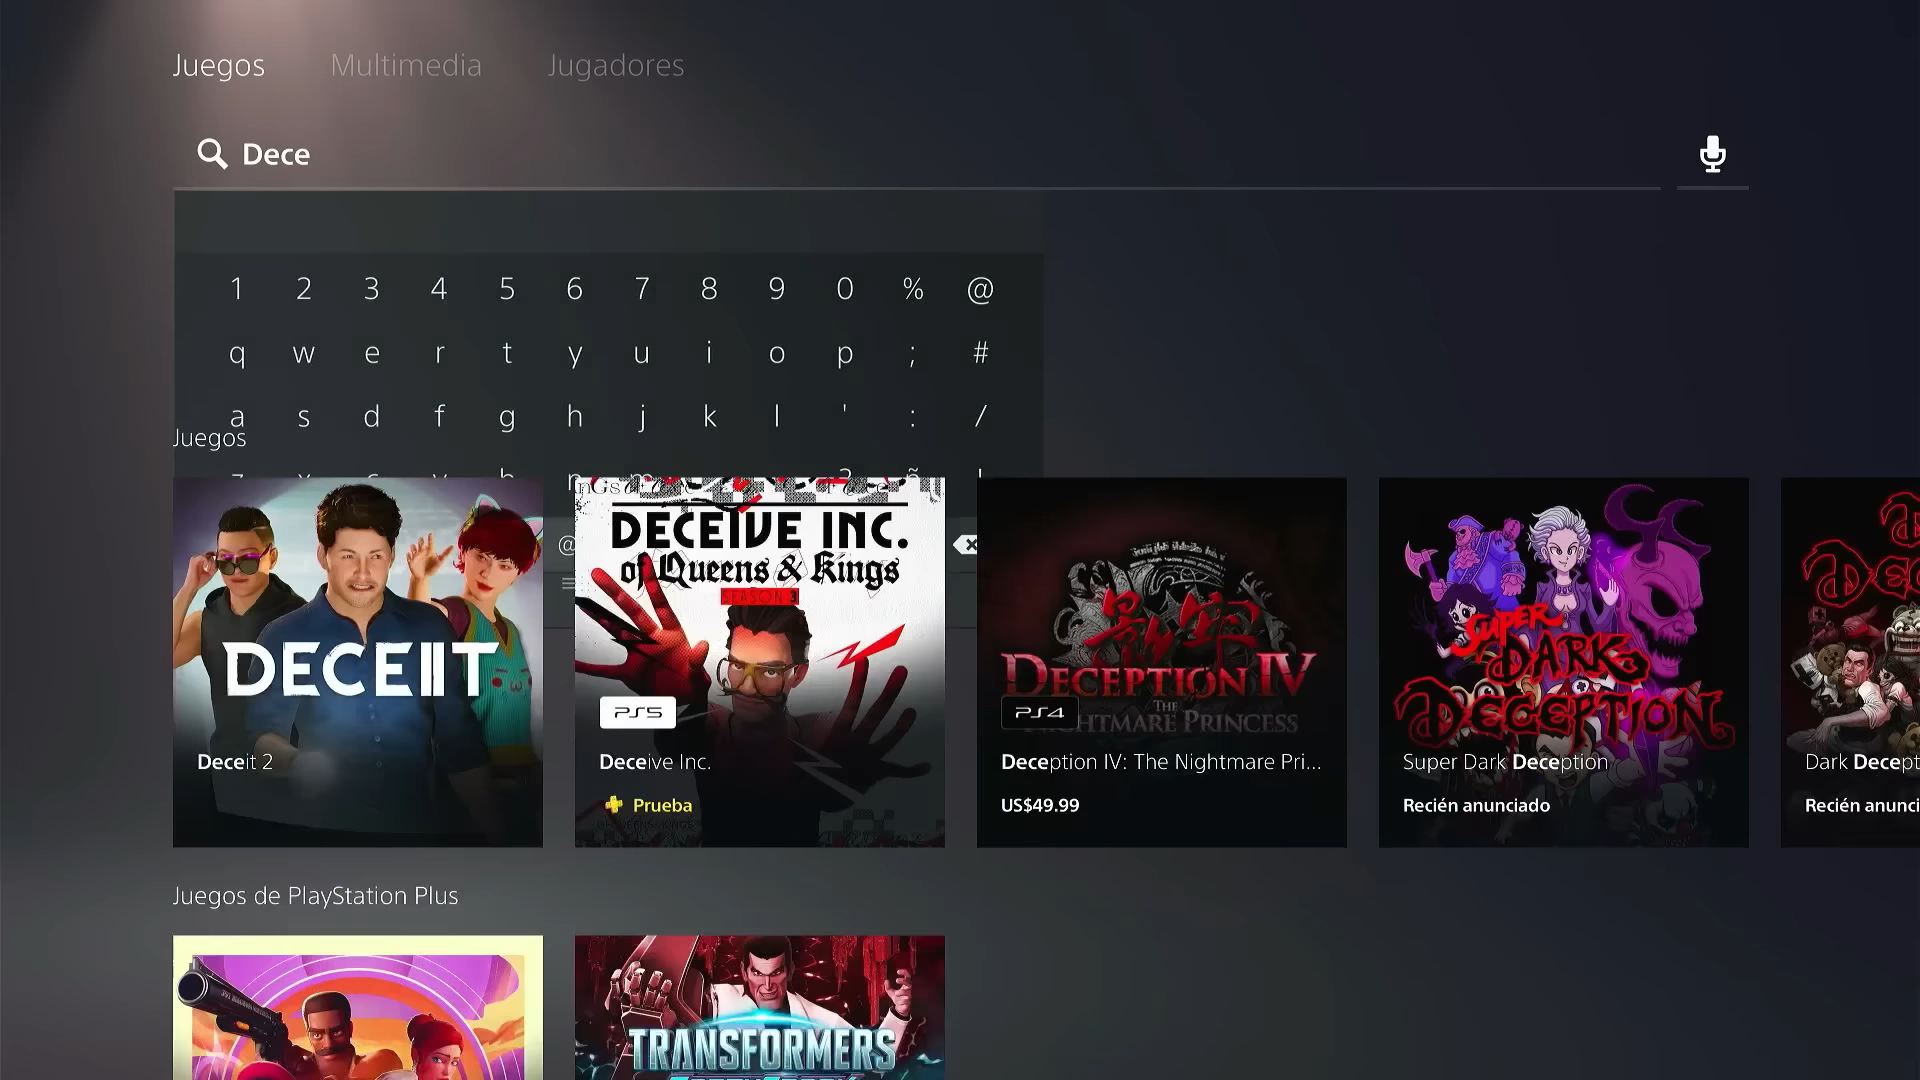 Juegos Multimedia Jugadores
Dece
1 2 3 4 5 6 7 8 9 0 % @
q w e r t y u i o p ; #
a s d f g h j k l ' : /
Juegos
DECEIIT
Deceit 2
DECEIVE INC.
of Queens & Kings
SEASON 3
PS5
Deceive Inc.
Prueba
DECEPTION IV
THE
NIGHTMARE PRINCESS
PS4
Deception IV: The Nightmare Pri...
US$49.99
SUPER
DARK
DECEPTION
Super Dark Deception
Recién anunciado
Dark Decept
Recién anunci
Juegos de PlayStation Plus
TRANSFORMERS